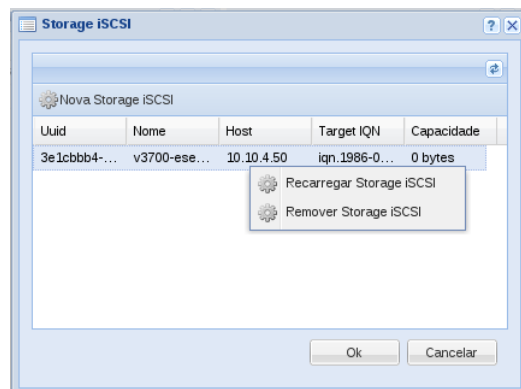 Storage iSCSI
Nova Storage iSCSI
Uuid Nome Host Target IQN Capacidade
3e1cbbb4-... v3700-ese... 10.10.4.50 iqn.1986-0... 0 bytes
Recarregar Storage iSCSI
Remover Storage iSCSI
Ok Cancelar